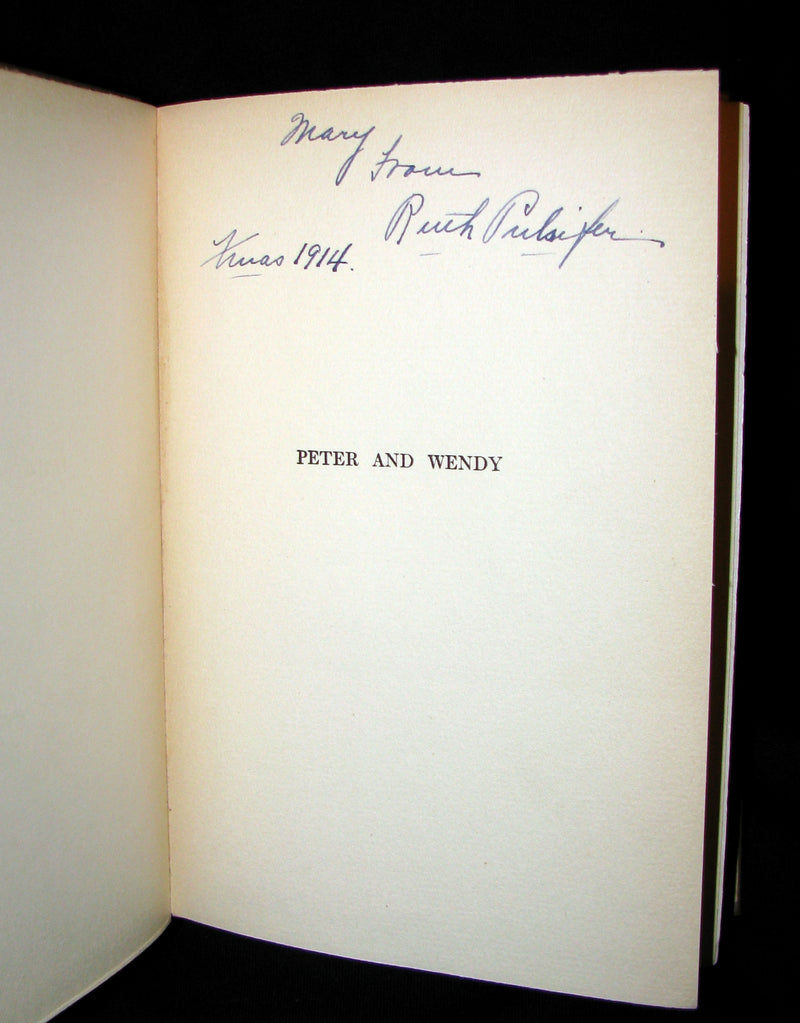 Mary
From
Ruth Pulsifer
Xmas 1914.
PETER AND WENDY